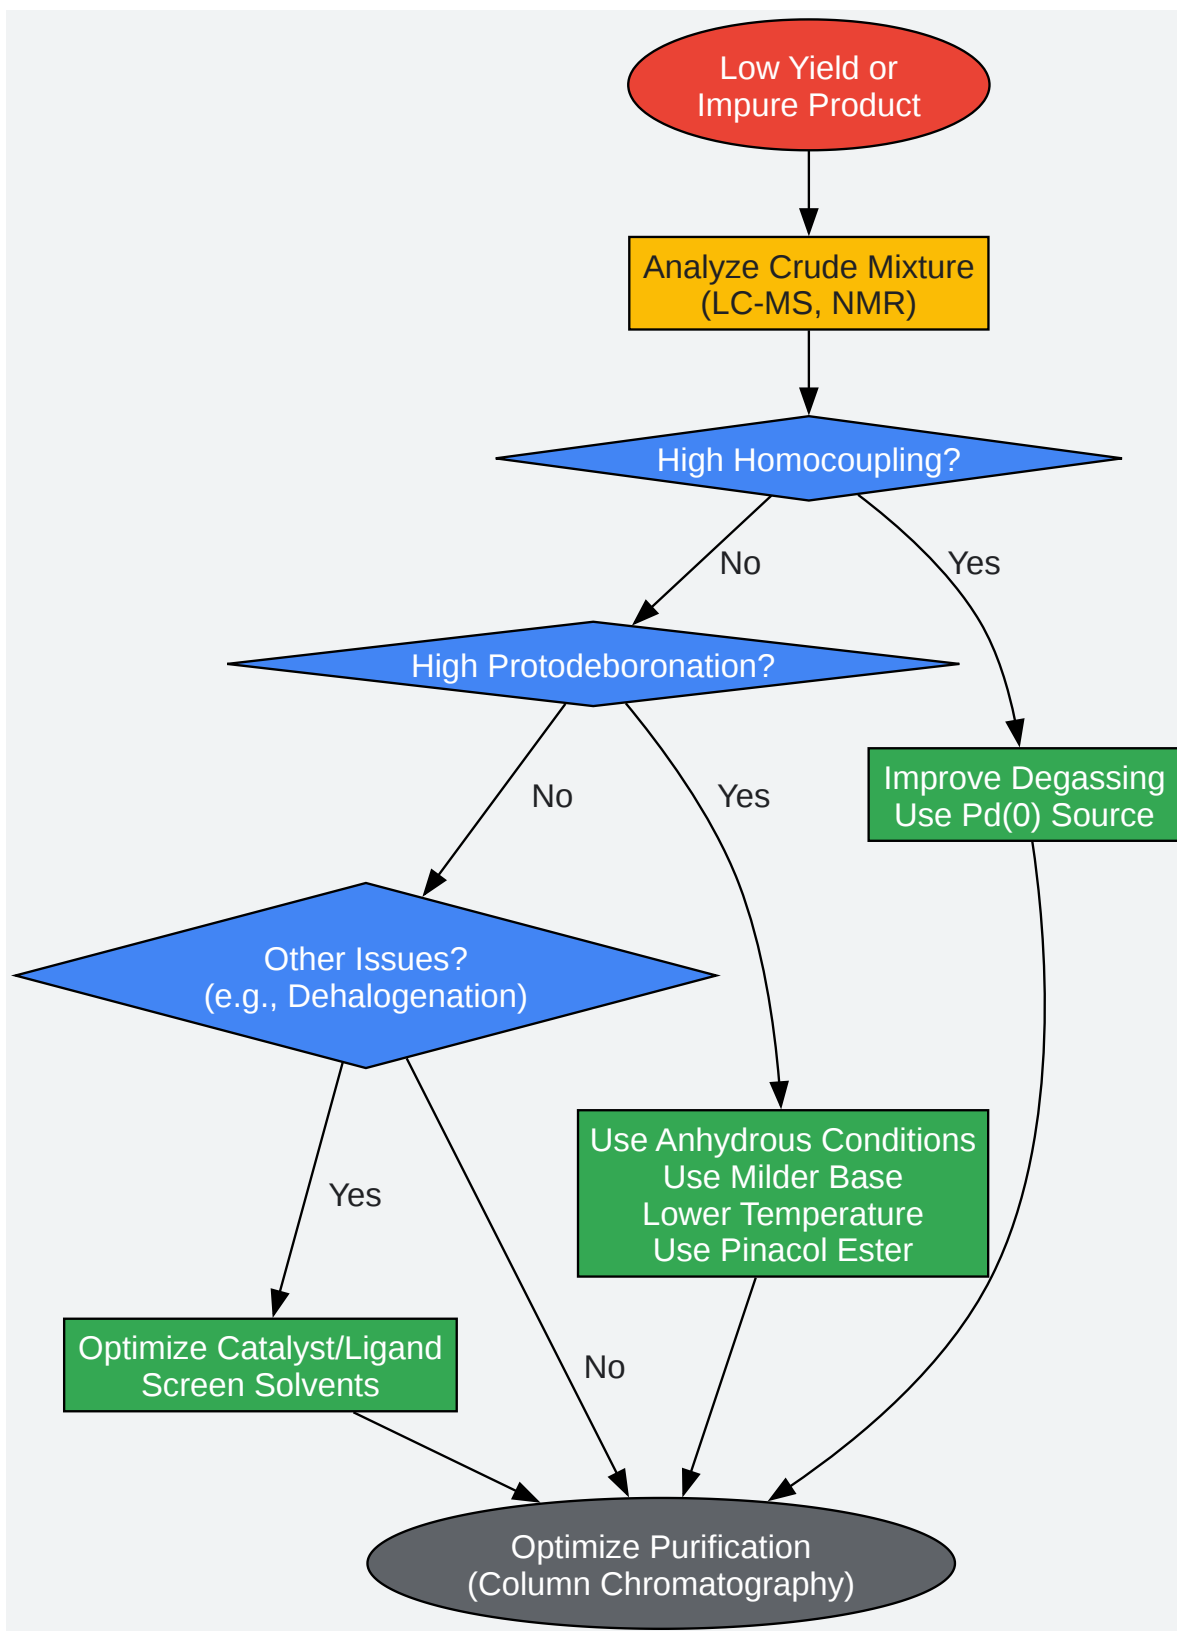 Low Yield or
Impure Product
Analyze Crude Mixture
(LC-MS, NMR)
High Homocoupling?
No
Yes
High Protodeboronation?
No
Yes
Improve Degassing
Use Pd(0) Source
Other Issues?
(e.g., Dehalogenation)
Use Anhydrous Conditions
Use Milder Base
Lower Temperature
Use Pinacol Ester
Yes
No
Optimize Catalyst/Ligand
Screen Solvents
Optimize Purification
(Column Chromatography)